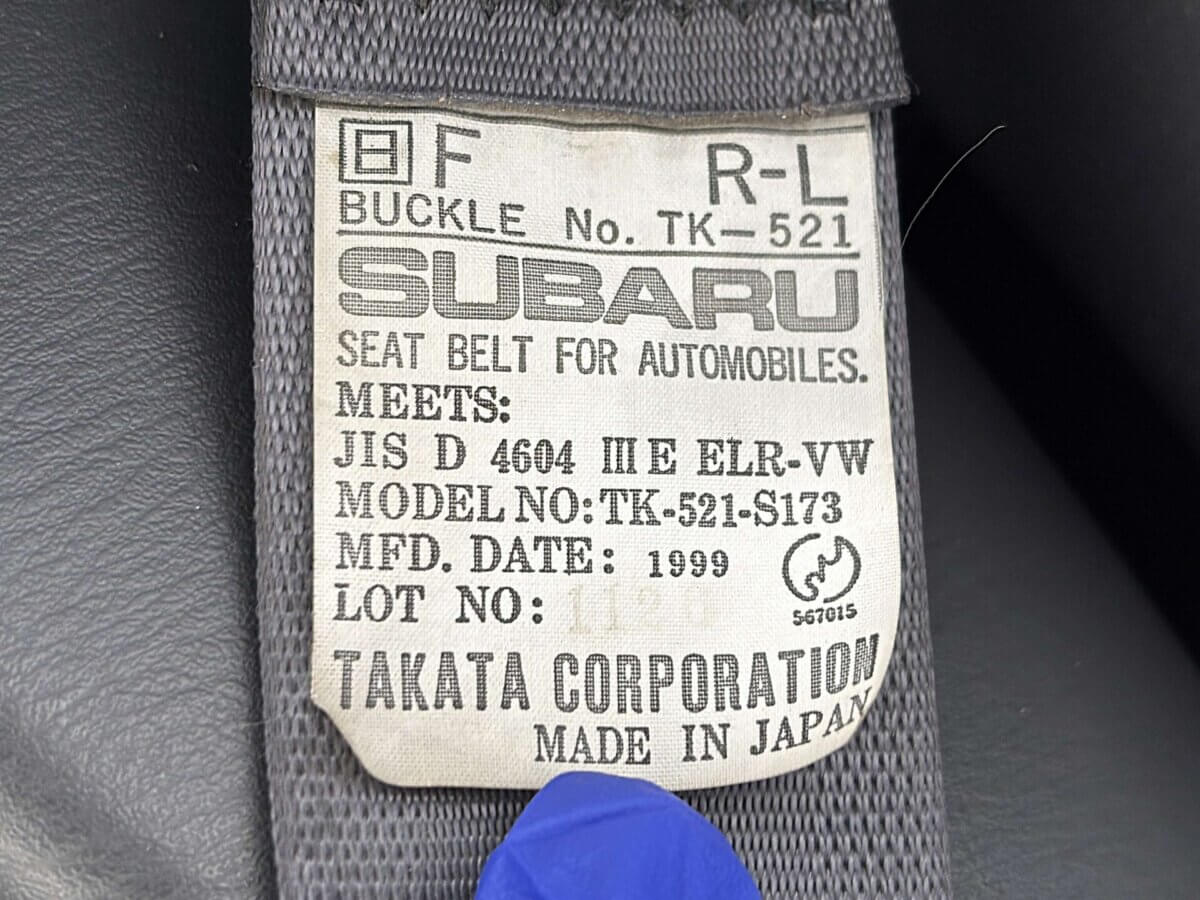 日 F R-L
BUCKLE No. TK-521
SUBARU
SEAT BELT FOR AUTOMOBILES.
MEETS:
JIS D 4604 III E ELR-VW
MODEL NO:TK-521-S173
MFD. DATE: 1999
LOT NO:
S67015
TAKATA CORPORATION
MADE IN JAPAN